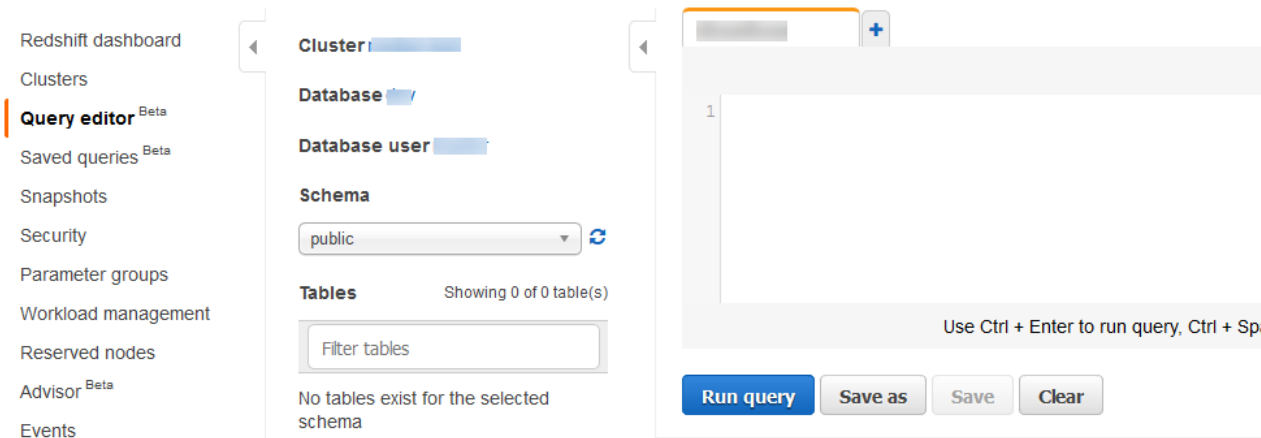 Redshift dashboard
Clusters
Query editor Beta
Saved queries Beta
Snapshots
Security
Parameter groups
Workload management
Reserved nodes
Advisor Beta
Events
Cluster
Database
Database user
Schema
public
Tables Showing 0 of 0 table(s)
Filter tables
No tables exist for the selected
schema
+
1
Use Ctrl + Enter to run query, Ctrl +
Run query Save as Save Clear